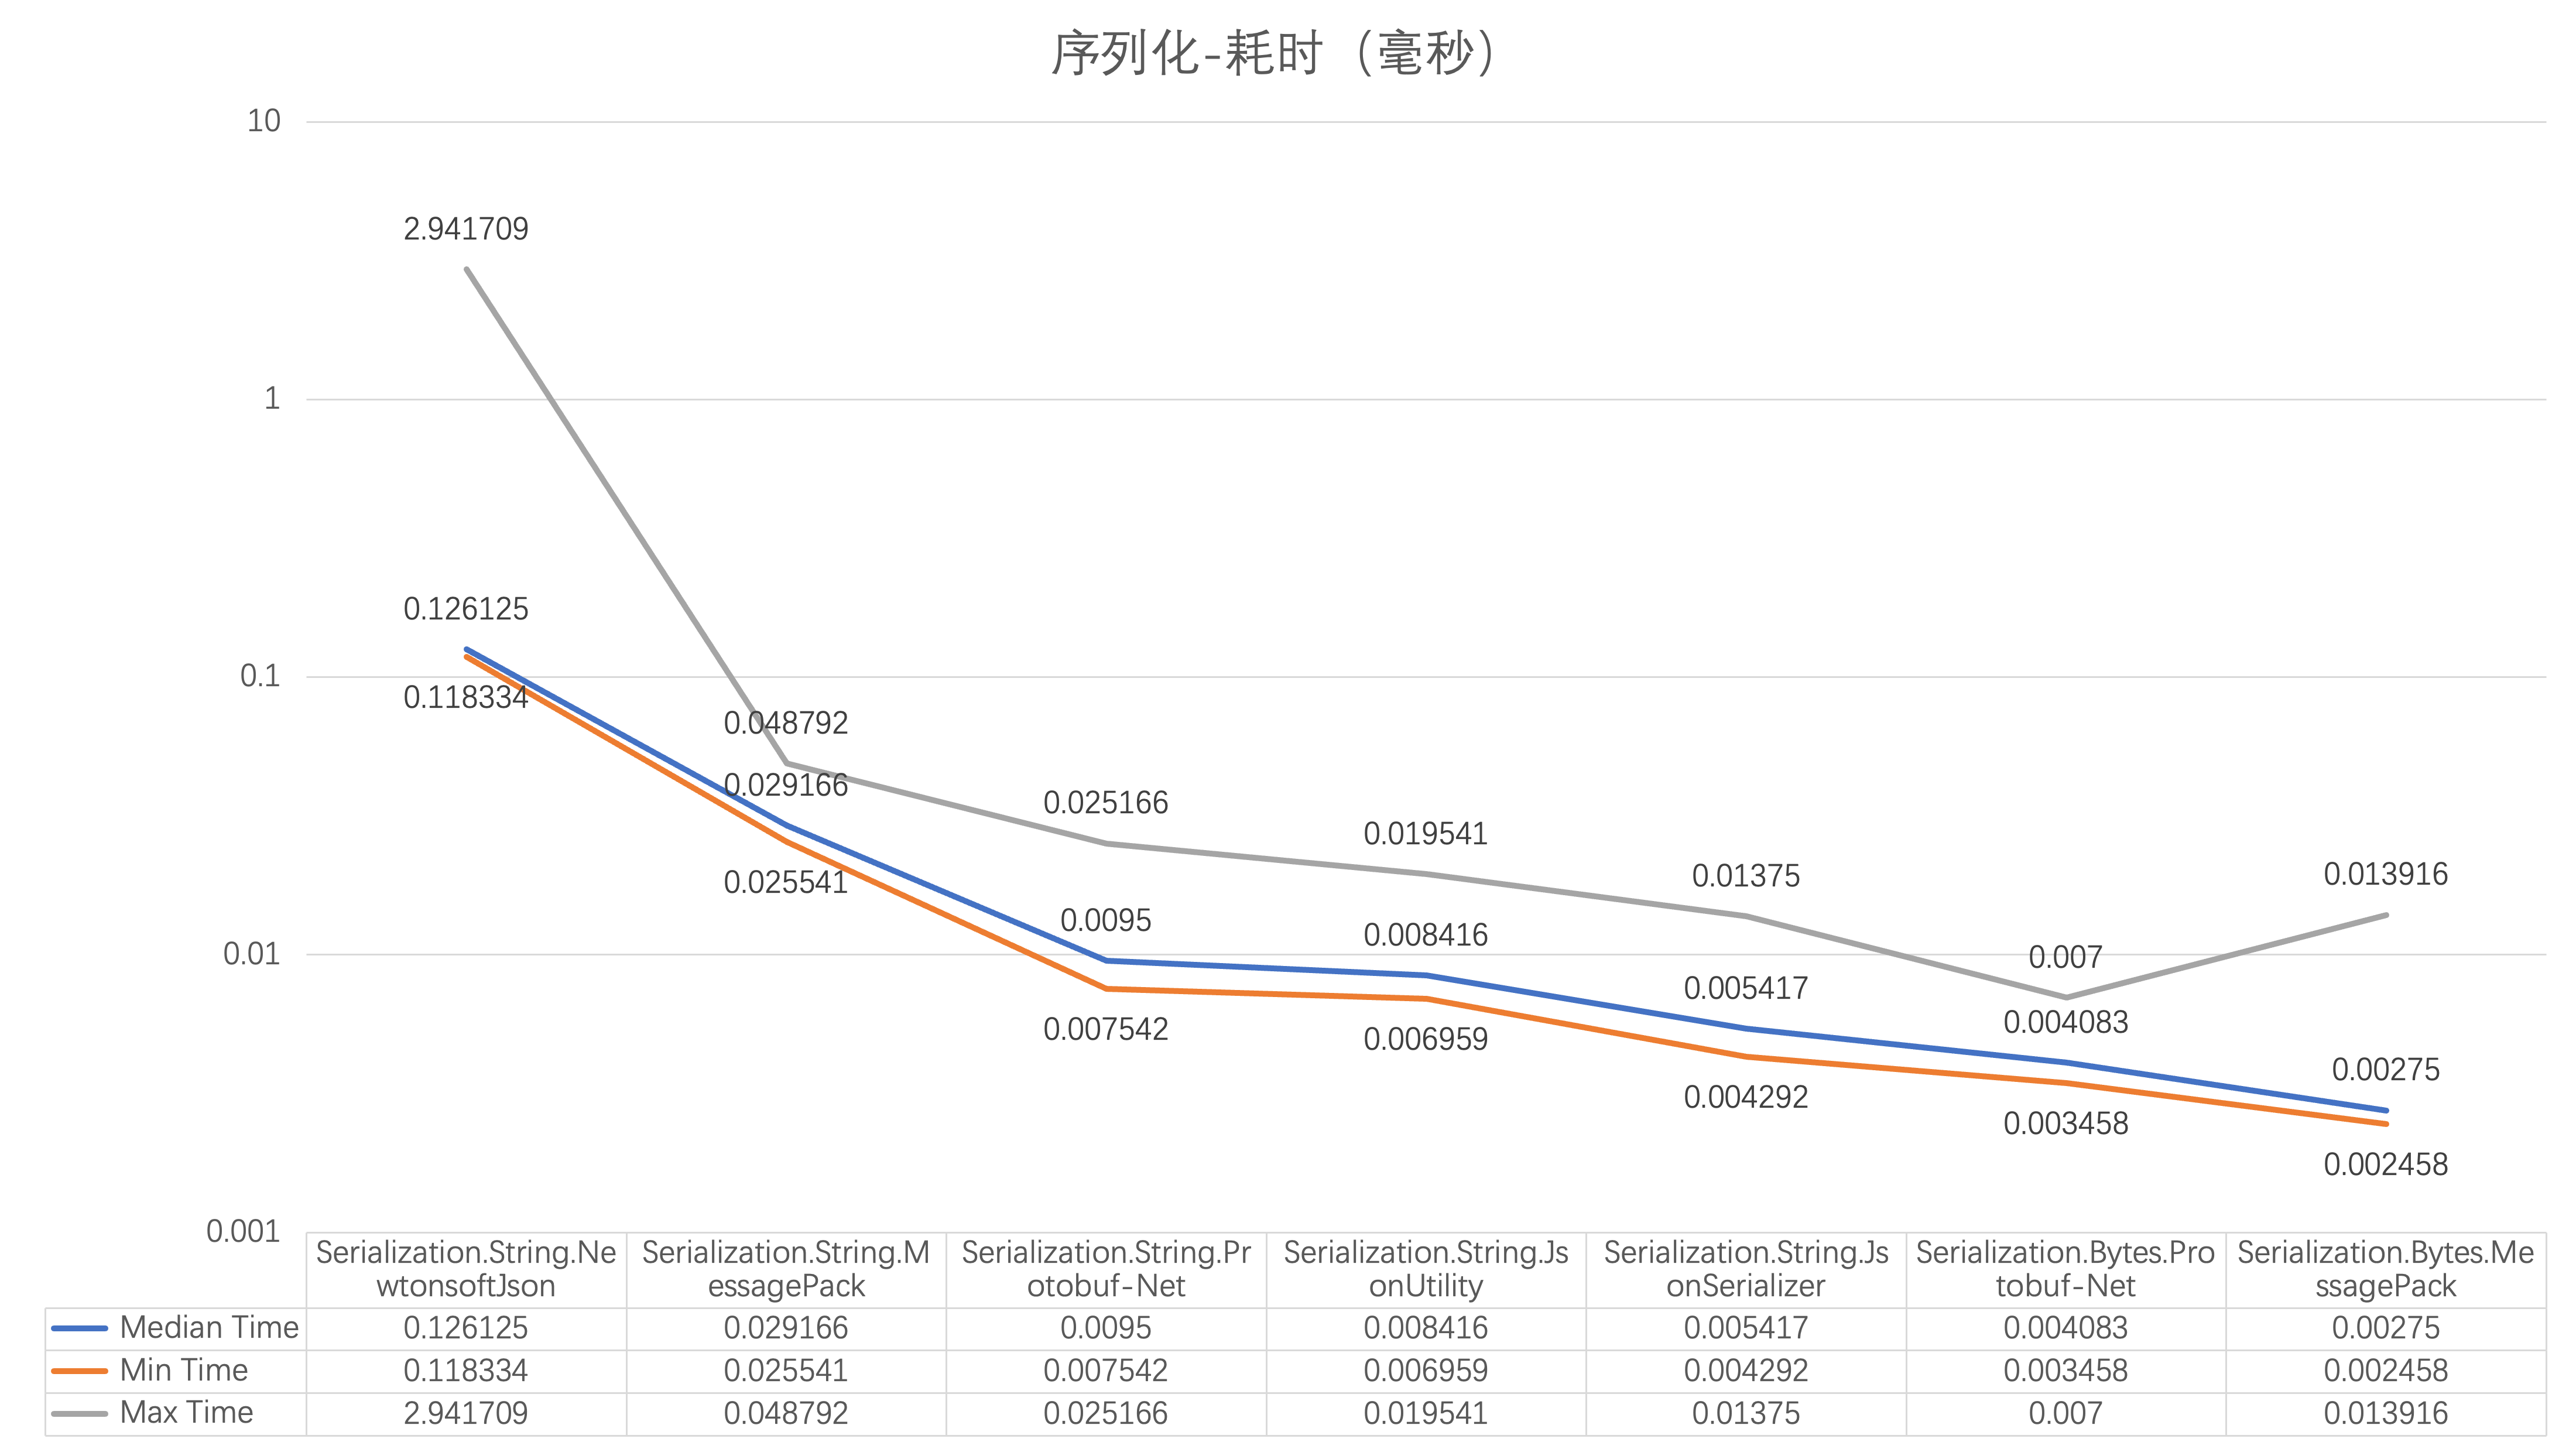 序列化-耗时（毫秒）
10
2.941709
1
0.126125
0.1
0.118334
0.048792
0.029166
0.025166
0.019541
0.01375
0.013916
0.025541
0.0095
0.008416
0.01
0.007
0.005417
0.004083
0.007542
0.006959
0.00275
0.004292
0.003458
0.002458
0.001
Serialization.String.Ne
wtonsoftJson
Serialization.String.M
essagePack
Serialization.String.Pr
otobuf-Net
Serialization.String.Js
onUtility
Serialization.String.Js
onSerializer
Serialization.Bytes.Pro
tobuf-Net
Serialization.Bytes.Me
ssagePack
Median Time 0.126125 0.029166 0.0095 0.008416 0.005417 0.004083 0.00275
Min Time 0.118334 0.025541 0.007542 0.006959 0.004292 0.003458 0.002458
Max Time 2.941709 0.048792 0.025166 0.019541 0.01375 0.007 0.013916